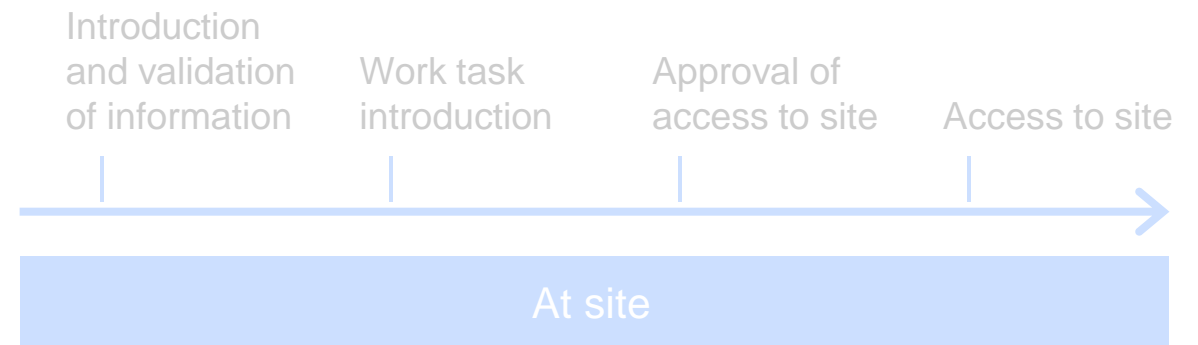 Introduction
and validation
of information
Work task
introduction
Approval of
access to site
Access to site
At site